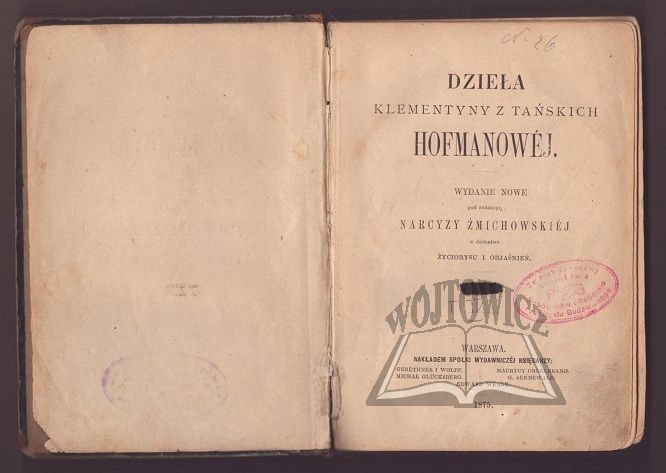 N. 26
DZIEŁA
KLEMENTYNY Z TAŃSKICH
HOFMANOWÉJ.
WYDANIE NOWE
pod redakcyą
NARCYZY ŻMICHOWSKIÉJ
z dodaniem
ŻYCIORYSU I OBJAŚNIEŃ.
WÓJTOWICZ
WARSZAWA.
NAKŁADEM SPÓŁKI WYDAWNICZÉJ KSIĘGARZY:
GEBETHNER I WOLFF. MAURYCY ORGELBRAND.
MICHAŁ GLÜCKSBERG. G. SENNEWALD.
EDWARD WENDE.
1875.